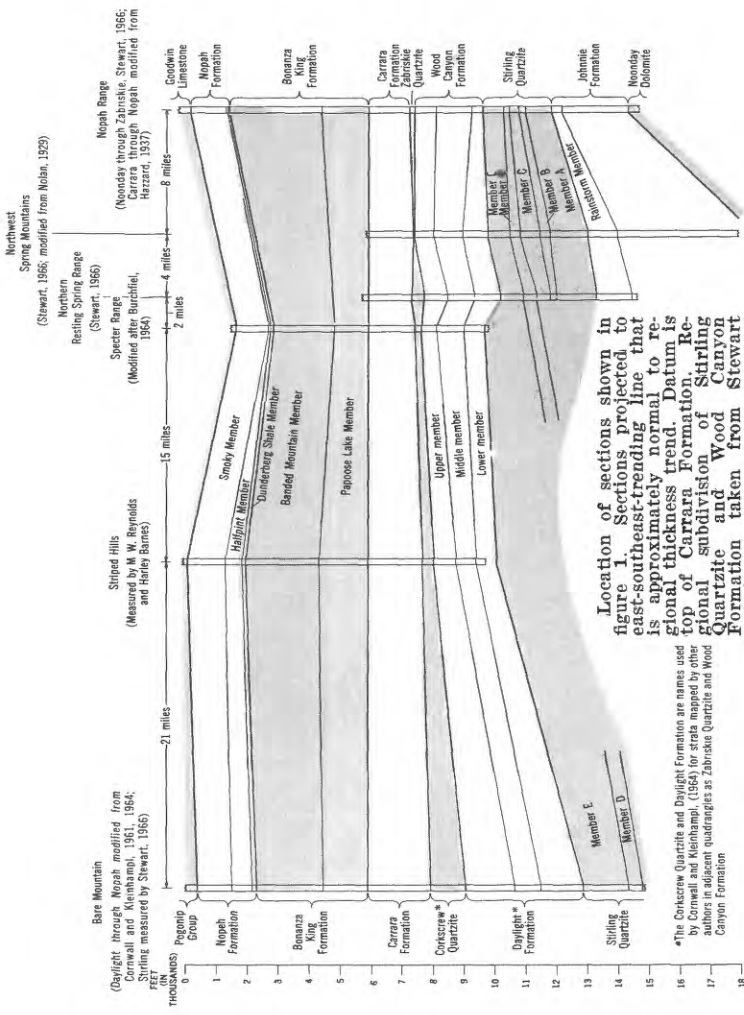 Northwest
Spring Mountains
(Stewart, 1966; modified from Nolan, 1929)
Northern
Resting Spring Range
(Stewart, 1966)
Specter Range
(Modified after Burchfiel,
1964)
Nopah Range
(Noonday through Zabriskie, Stewart, 1966;
Carrara through Nopah modified from
Hazzard, 1937)
Striped Hills
(Measured by M. W. Reynolds
and Harley Barnes)
Bare Mountain
(Daylight through Nopah modified from
Cornwall and Kleinhampl, 1961, 1964;
Stirling measured by Stewart, 1966)
FEET
(IN
THOUSANDS)
21 miles
15 miles
2 miles
4 miles
8 miles
0
1
2
3
4
5
6
7
8
9
10
11
12
13
14
15
16
17
18
Pogonip
Group
Nopah
Formation
Bonanza
King
Formation
Carrara
Formation
Corkscrew*
Quartzite
Daylight*
Formation
Stirling
Quartzite
Smoky Member
Halfpint Member
Dunderberg Shale Member
Banded Mountain Member
Papoose Lake Member
Upper member
Middle member
Lower member
Member E
Member D
Member C
Member B
Member A
Rainstorm Member
Member E
Member D
Goodwin
Limestone
Nopah
Formation
Bonanza
King
Formation
Carrara
Formation
Zabriskie
Quartzite
Wood
Canyon
Formation
Stirling
Quartzite
Johnnie
Formation
Noonday
Dolomite
Location of sections shown in
figure 1. Sections projected to
east-southeast-trending line that
is approximately normal to re-
gional thickness trend. Datum is
top of Carrara Formation. Re-
gional subdivision of Stirling
Quartzite and Wood Canyon
Formation taken from Stewart
*The Corkscrew Quartzite and Daylight Formation are names used
by Cornwall and Kleinhampl, (1964) for strata mapped by other
authors in adjacent quadrangles as Zabriskie Quartzite and Wood
Canyon Formation